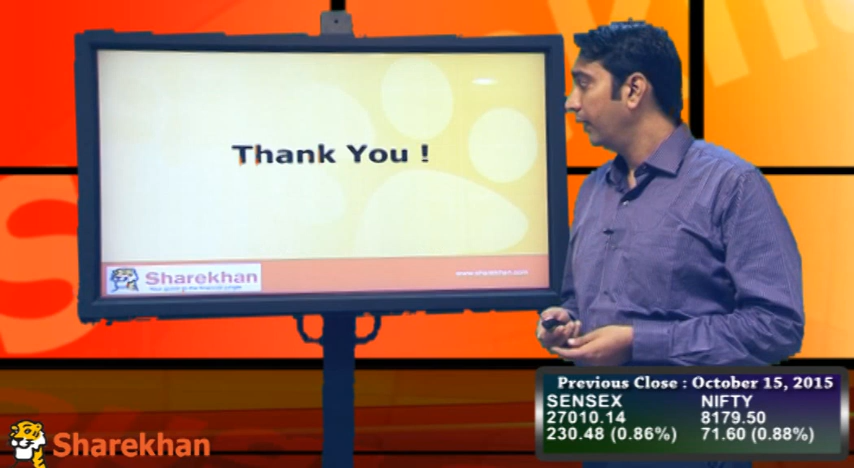 Thank You !
Sharekhan
www.sharekhan.com
Previous Close : October 15, 2015
SENSEX NIFTY
27010.14 8179.50
230.48 (0.86%) 71.60 (0.88%)
Sharekhan